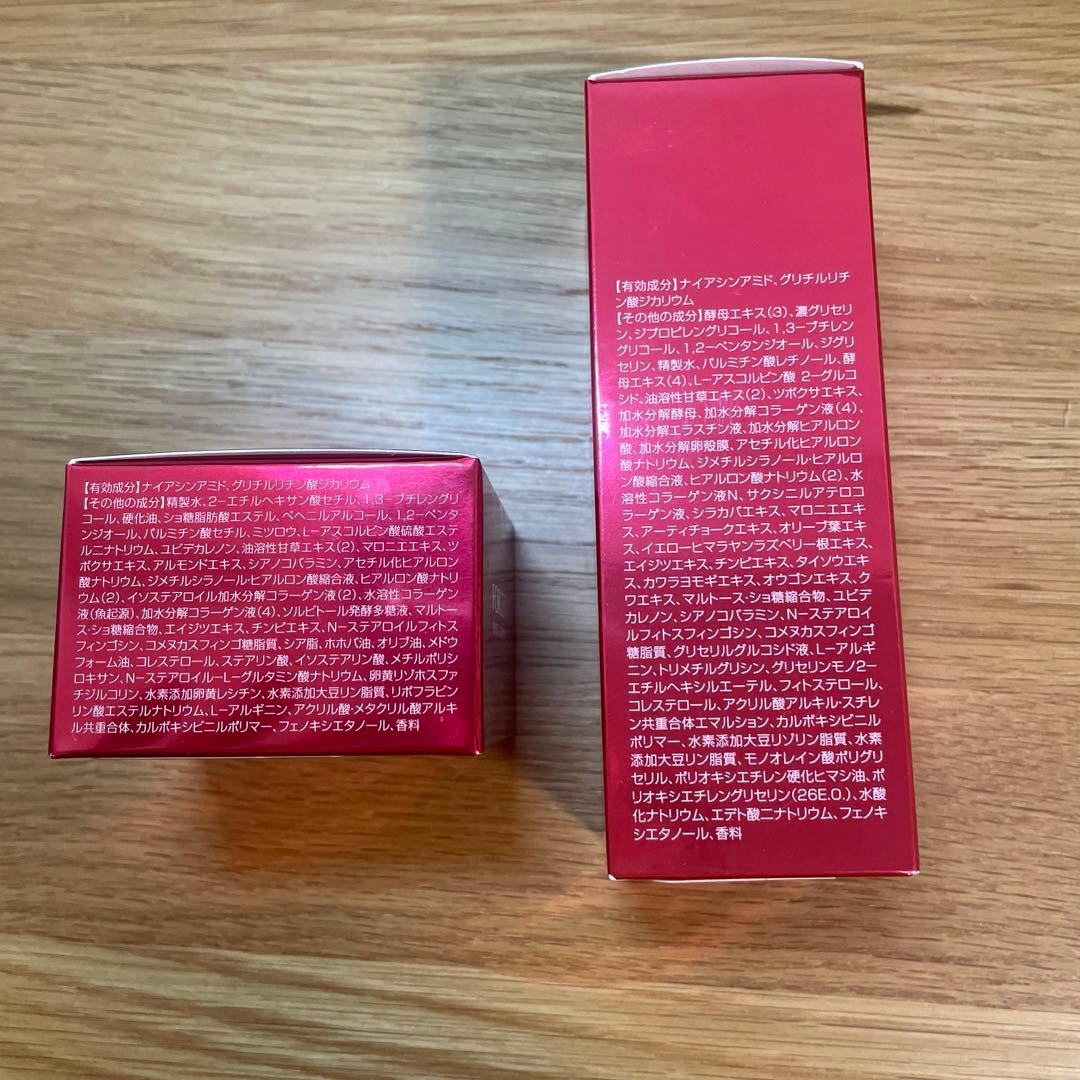 【有効成分】ナイアシンアミド、グリチルリチン酸ジカリウム
【その他の成分】精製水、2-エチルヘキサン酸セチル、1,3-ブチレングリ
コール、硬化油、ショ糖脂肪酸エステル、ベヘニルアルコール、1,2-ペンタ
ンジオール、パルミチン酸セチル、ミツロウ、L-アスコルビン酸硫酸エステ
ル二ナトリウム、ユビデカレノン、油溶性甘草エキス(2)、マロニエエキス、ツ
ボクサエキス、アルモンドエキス、シアノコバラミン、アセチル化ヒアルロン
酸ナトリウム、ジメチルシラノール・ヒアルロン酸縮合液、ヒアルロン酸ナトリ
ウム(2)、イソステアロイル加水分解コラーゲン液(2)、水溶性コラーゲン
液(魚起源)、加水分解コラーゲン液(4)、ソルビトール発酵多糖液、マルトー
ス・ショ糖縮合物、エイジツエキス、チンピエキス、N-ステアロイルフィトス
フィンゴシン、コメヌカスフィンゴ糖脂質、シア脂、ホホバ油、オリブ油、メドウ
フォーム油、コレステロール、ステアリン酸、イソステアリン酸、メチルポリシ
ロキサン、N-ステアロイル-L-グルタミン酸ナトリウム、卵黄リゾホスファ
チジルコリン、水素添加卵黄レシチン、水素添加大豆リン脂質、リボフラビン
リン酸エステルナトリウム、L-アルギニン、アクリル酸・メタクリル酸アルキ
ル共重合体、カルボキシビニルポリマー、フェノキシエタノール、香料
【有効成分】ナイアシンアミド、グリチルリチ
ン酸ジカリウム
【その他の成分】酵母エキス(3)、濃グリセリ
ン、ジプロピレングリコール、1,3-ブチレン
グリコール、1,2-ペンタンジオール、ジグリ
セリン、精製水、パルミチン酸レチノール、酵
母エキス(4)、L-アスコルビン酸 2-グルコ
シド、油溶性甘草エキス(2)、ツボクサエキス、
加水分解酵母、加水分解コラーゲン液(4)、
加水分解エラスチン液、加水分解ヒアルロン
酸、加水分解卵殻膜、アセチル化ヒアルロン
酸ナトリウム、ジメチルシラノール・ヒアルロン
酸縮合液、ヒアルロン酸ナトリウム(2)、水
溶性コラーゲン液N、サクシニルアテロコ
ラーゲン液、シラカバエキス、マロニエエキ
ス、アーティチョークエキス、オリーブ葉エキ
ス、イエローヒマラヤンラズベリー根エキス、
エイジツエキス、チンピエキス、タイソウエキ
ス、カワラヨモギエキス、オウゴンエキス、ク
ワエキス、マルトース・ショ糖縮合物、ユビデ
カレノン、シアノコバラミン、N-ステアロイ
ルフィトスフィンゴシン、コメヌカスフィンゴ
糖脂質、グリセリルグルコシド液、L-アルギ
ニン、トリメチルグリシン、グリセリンモノ2-
エチルヘキシルエーテル、フィトステロール、
コレステロール、アクリル酸アルキル・スチレ
ン共重合体エマルション、カルボキシビニル
ポリマー、水素添加大豆リゾリン脂質、水素
添加大豆リン脂質、モノオレイン酸ポリグリ
セリル、ポリオキシエチレン硬化ヒマシ油、ポ
リオキシエチレングリセリン(26E.O.)、水酸
化ナトリウム、エデト酸二ナトリウム、フェノキ
シエタノール、香料